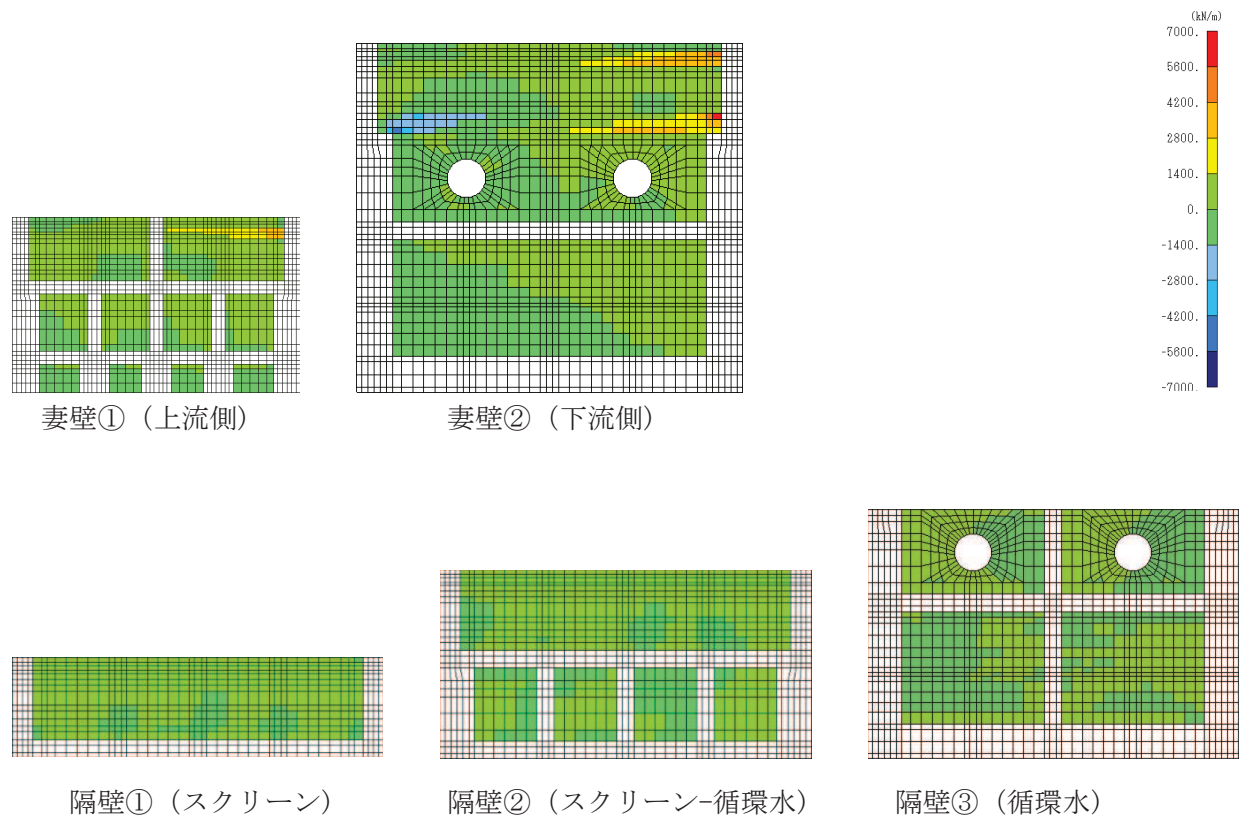 (kN/m)
7000.
5600.
4200.
2800.
1400.
0.
-1400.
-2800.
-4200.
-5600.
-7000.
妻壁①（上流側）
妻壁②（下流側）
隔壁①（スクリーン）
隔壁②（スクリーン−循環水）
隔壁③（循環水）